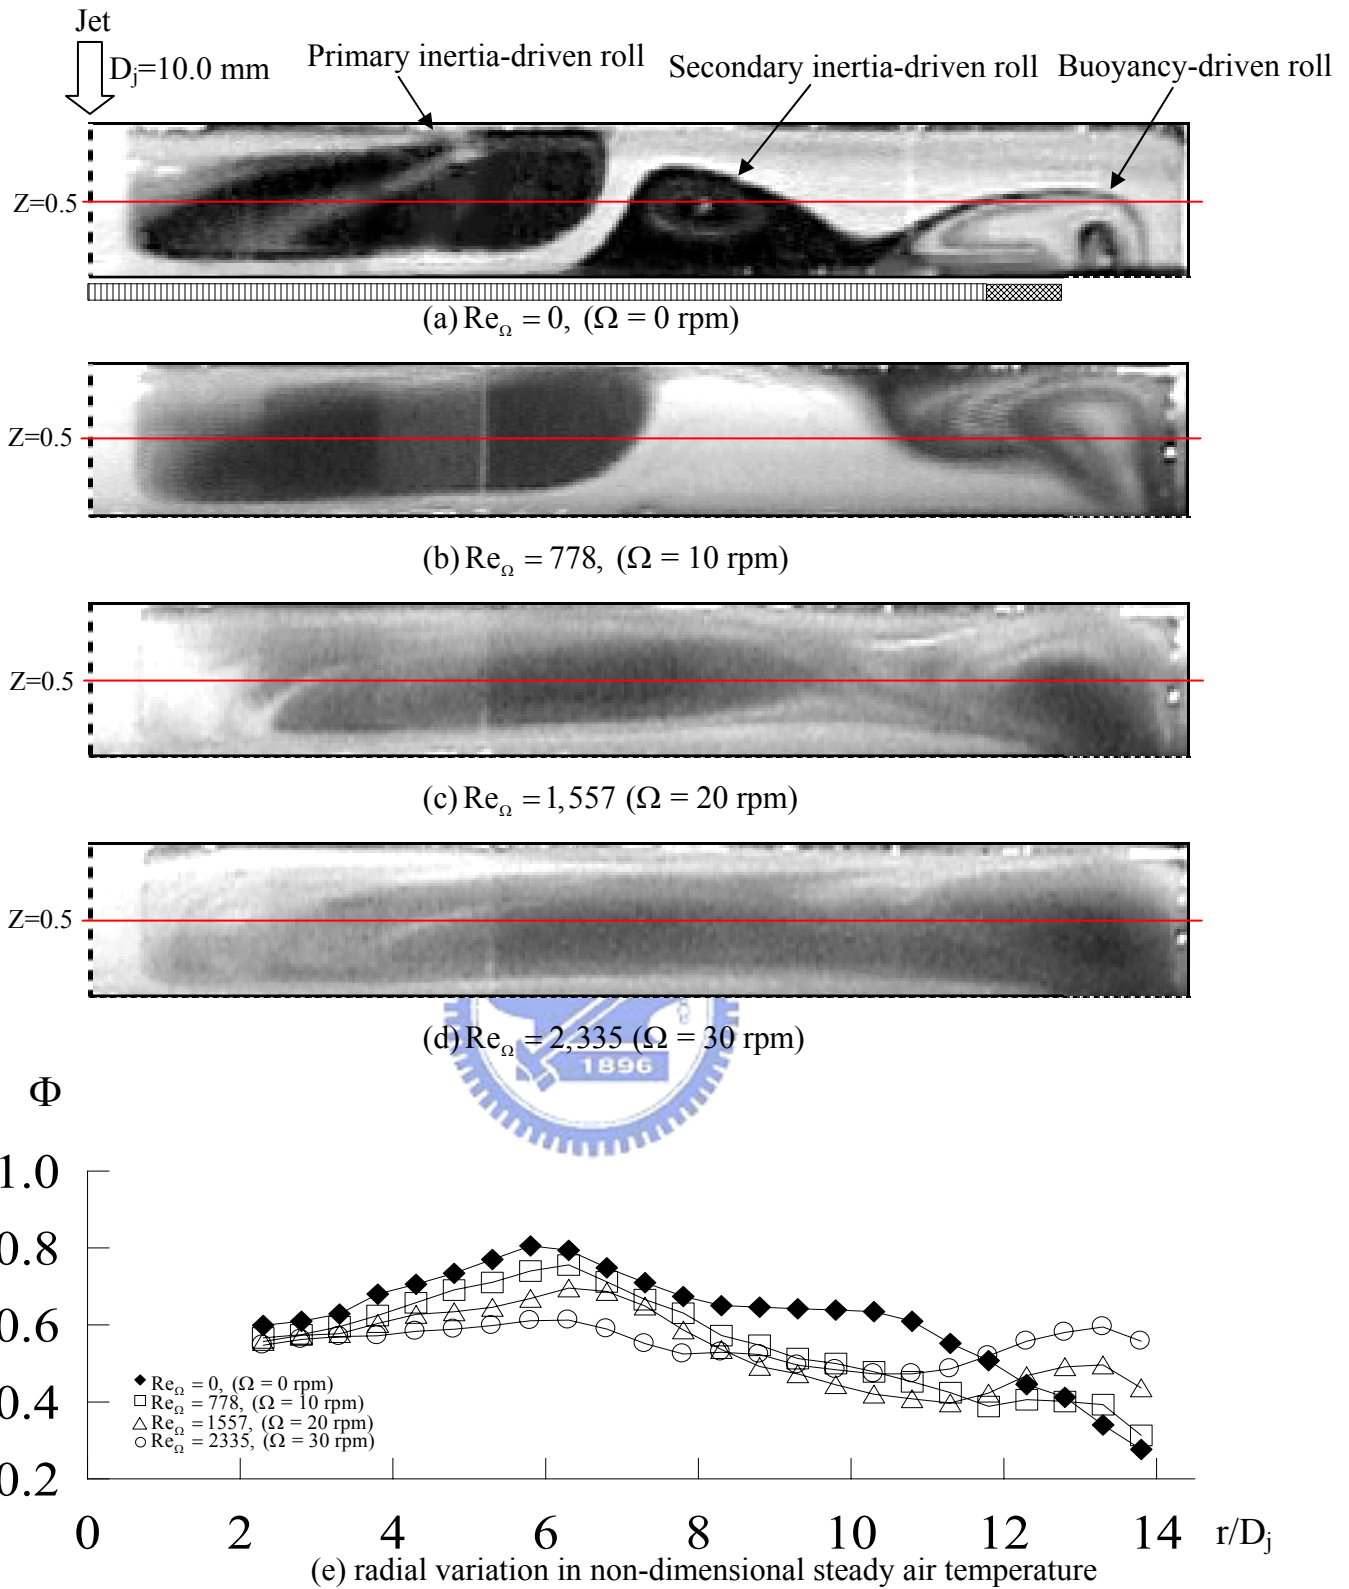 Jet
Dj=10.0 mm
Primary inertia-driven roll
Secondary inertia-driven roll
Buoyancy-driven roll
Z=0.5
(a) ReΩ = 0, (Ω = 0 rpm)
Z=0.5
(b) ReΩ = 778, (Ω = 10 rpm)
Z=0.5
(c) ReΩ = 1,557 (Ω = 20 rpm)
Z=0.5
(d) ReΩ = 2,335 (Ω = 30 rpm)
1896
Φ
1.0
0.8
0.6
0.4
0.2
ReΩ = 0, (Ω = 0 rpm)
ReΩ = 778, (Ω = 10 rpm)
ReΩ = 1557, (Ω = 20 rpm)
ReΩ = 2335, (Ω = 30 rpm)
0 2 4 6 8 10 12 14 r/Dj
(e) radial variation in non-dimensional steady air temperature